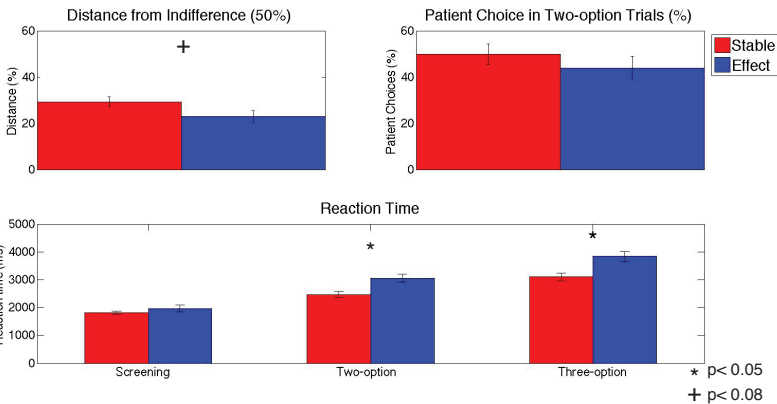 Distance from Indifference (50%)
60
40
20
0
Distance (%)
+
Patient Choice in Two-option Trials (%)
60
40
20
0
Patient Choices (%)
Stable
Effect
Reaction Time
5000
4000
3000
2000
1000
0
time (ms)
*
*
Screening
Two-option
Three-option
* p< 0.05
+ p< 0.08